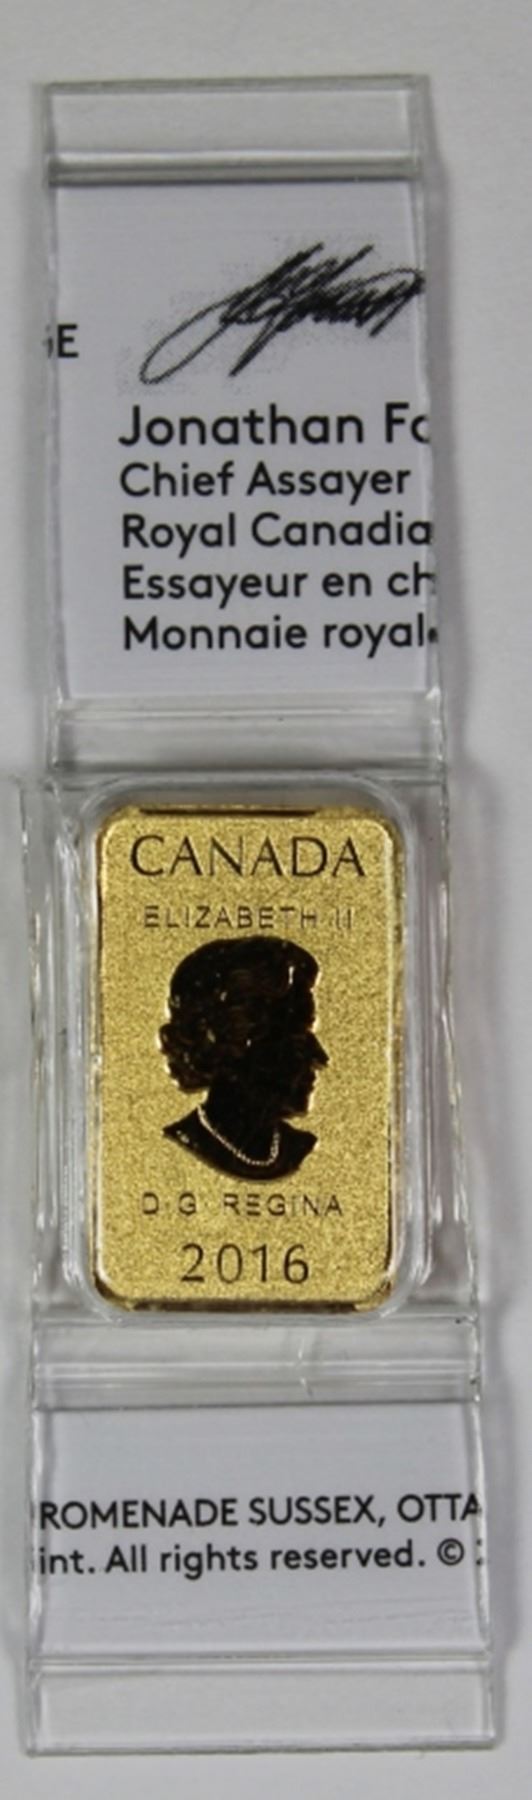 Jonathan
Chief Assayer
Royal Canadia
Essayeur en ch
Monnaie royal
CANADA
ELIZABETH II
D·G·REGINA
2016
ROMENADE SUSSEX, OTTA
int. All rights reserved. ©